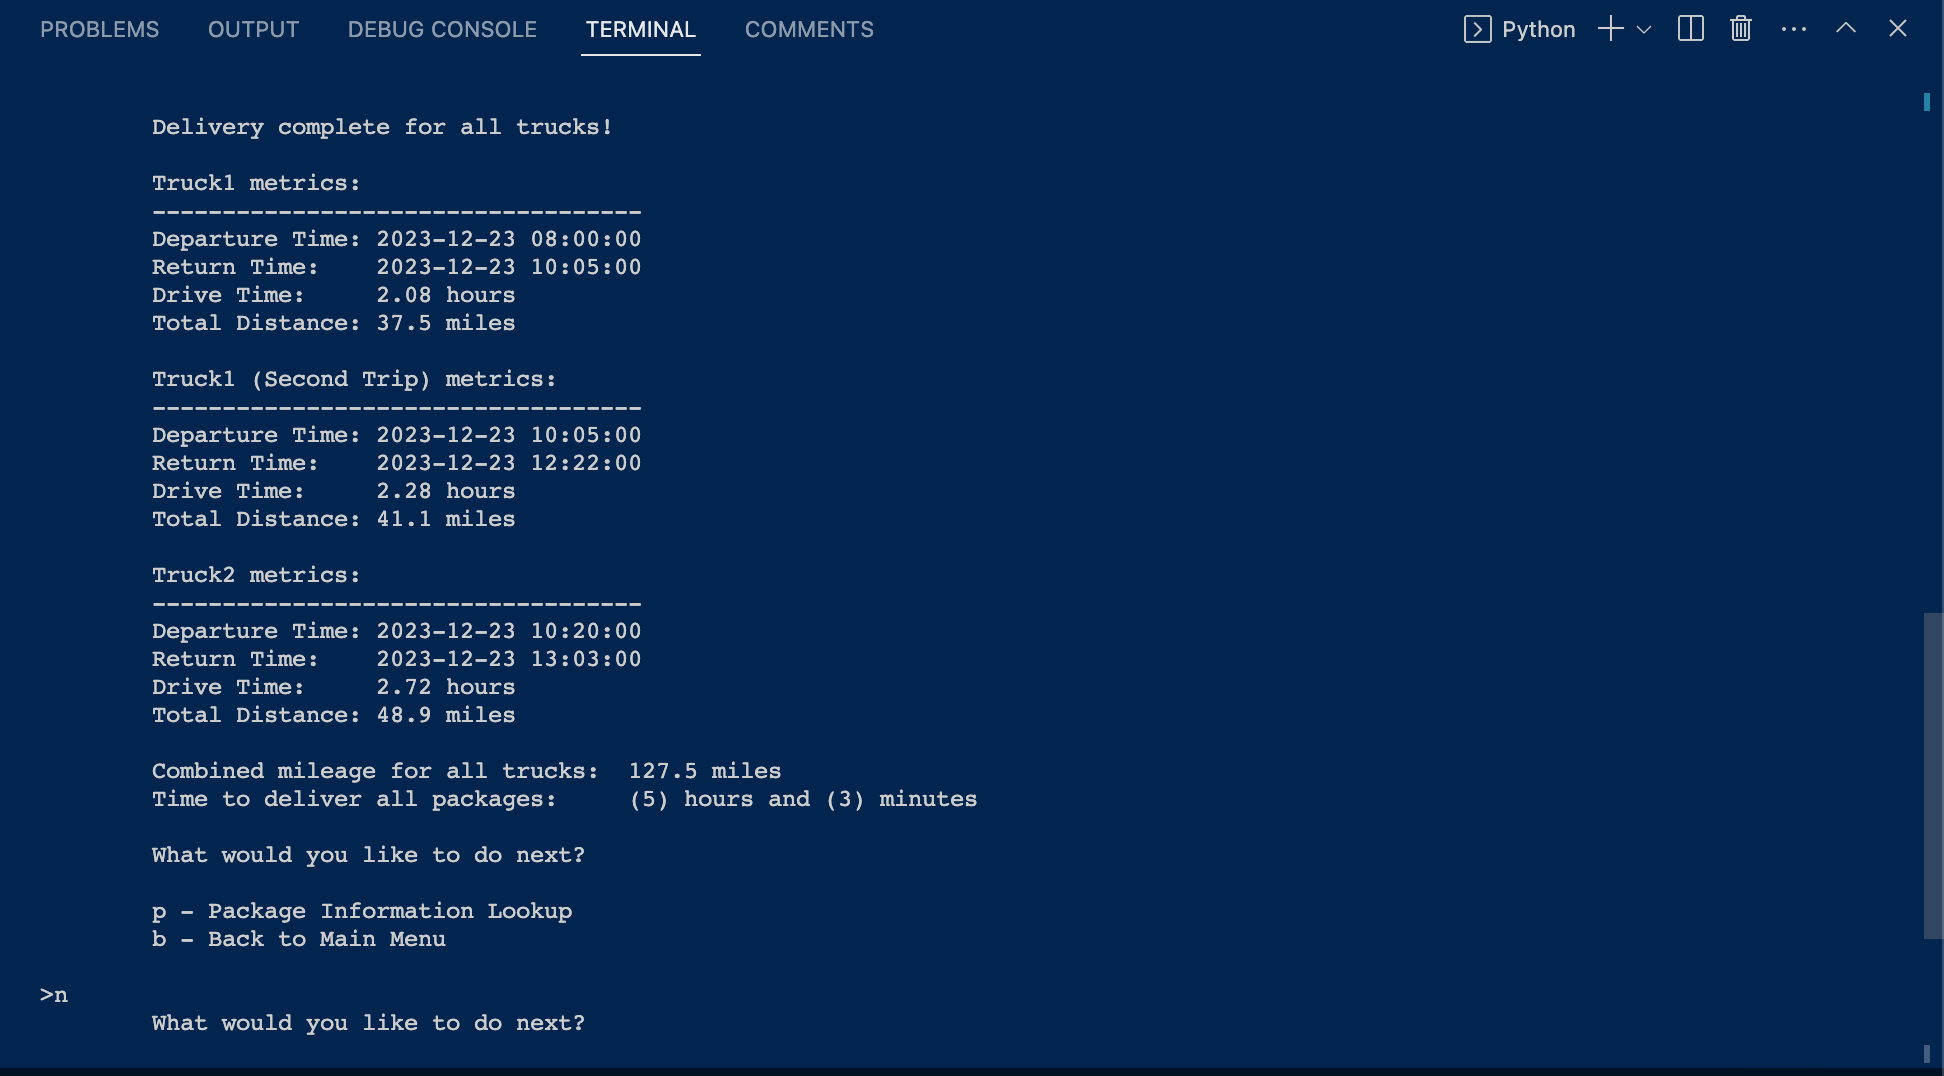 PROBLEMS OUTPUT DEBUG CONSOLE TERMINAL COMMENTS Python
Delivery complete for all trucks!
Truck1 metrics:
-----------------------------------
Departure Time: 2023-12-23 08:00:00
Return Time:    2023-12-23 10:05:00
Drive Time:     2.08 hours
Total Distance: 37.5 miles
Truck1 (Second Trip) metrics:
-----------------------------------
Departure Time: 2023-12-23 10:05:00
Return Time:    2023-12-23 12:22:00
Drive Time:     2.28 hours
Total Distance: 41.1 miles
Truck2 metrics:
-----------------------------------
Departure Time: 2023-12-23 10:20:00
Return Time:    2023-12-23 13:03:00
Drive Time:     2.72 hours
Total Distance: 48.9 miles
Combined mileage for all trucks:  127.5 miles
Time to deliver all packages:     (5) hours and (3) minutes
What would you like to do next?
p - Package Information Lookup
b - Back to Main Menu
>n
What would you like to do next?